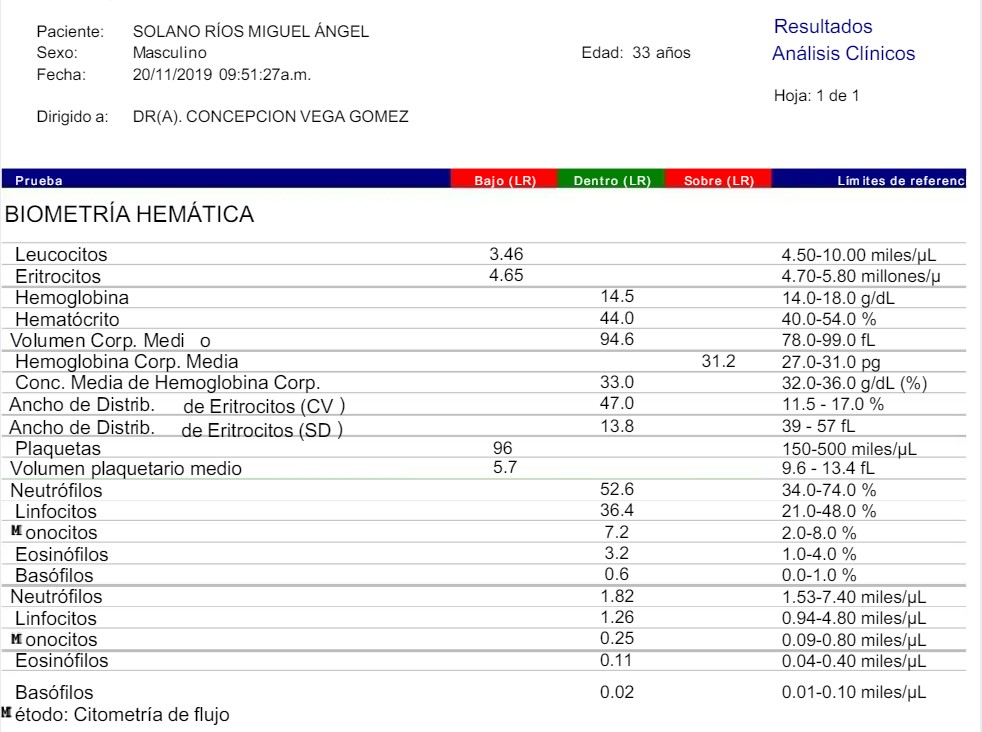 Paciente: SOLANO RÍOS MIGUEL ÁNGEL
Sexo: Masculino Edad: 33 años
Fecha: 20/11/2019 09:51:27a.m.
Dirigido a: DR(A). CONCEPCION VEGA GOMEZ
Resultados
Análisis Clínicos
Hoja: 1 de 1
Prueba Bajo (LR) Dentro (LR) Sobre (LR) Limites de referenc
BIOMETRÍA HEMÁTICA
Leucocitos 3.46 4.50-10.00 miles/µL
Eritrocitos 4.65 4.70-5.80 millones/µ
Hemoglobina 14.5 14.0-18.0 g/dL
Hematócrito 44.0 40.0-54.0 %
Volumen Corp. Medi o 94.6 78.0-99.0 fL
Hemoglobina Corp. Media 31.2 27.0-31.0 pg
Conc. Media de Hemoglobina Corp. 33.0 32.0-36.0 g/dL (%)
Ancho de Distrib. de Eritrocitos (CV ) 47.0 11.5 - 17.0 %
Ancho de Distrib. de Eritrocitos (SD ) 13.8 39 - 57 fL
Plaquetas 96 150-500 miles/µL
Volumen plaquetario medio 5.7 9.6 - 13.4 fL
Neutrófilos 52.6 34.0-74.0 %
Linfocitos 36.4 21.0-48.0 %
Monocitos 7.2 2.0-8.0 %
Eosinófilos 3.2 1.0-4.0 %
Basófilos 0.6 0.0-1.0 %
Neutrófilos 1.82 1.53-7.40 miles/µL
Linfocitos 1.26 0.94-4.80 miles/µL
Monocitos 0.25 0.09-0.80 miles/µL
Eosinófilos 0.11 0.04-0.40 miles/µL
Basófilos 0.02 0.01-0.10 miles/µL
Método: Citometría de flujo